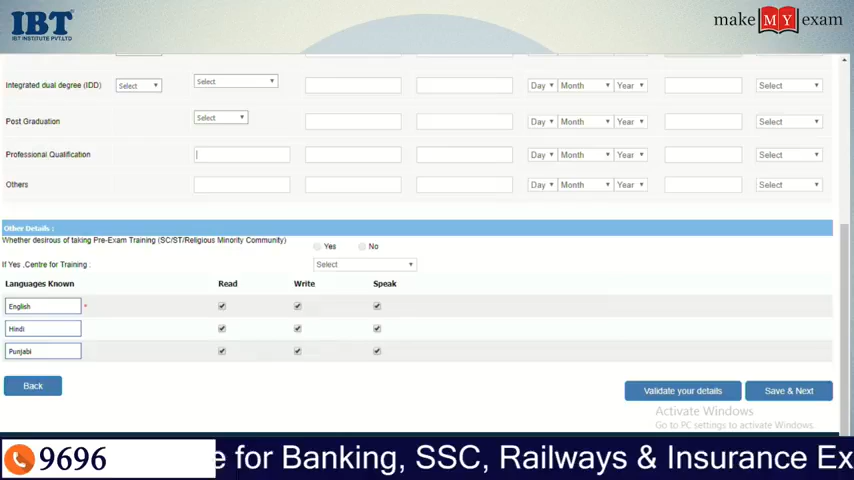 IBT
IBT INSTITUTE PVT.LTD
make MY exam
Integrated dual degree (IDD) Select Select Day Month Year Select
Post Graduation Select Day Month Year Select
Professional Qualification Day Month Year Select
Others Day Month Year Select
Other Details :
Whether desirous of taking Pre-Exam Training (SC/ST/Religious Minority Community) Yes No
If Yes ,Centre for Training : Select
Languages Known Read Write Speak
English *
Hindi
Punjabi
Back Validate your details Save & Next
Activate Windows
Go to PC settings to activate Windows.
9696 e for Banking, SSC, Railways & Insurance Ex